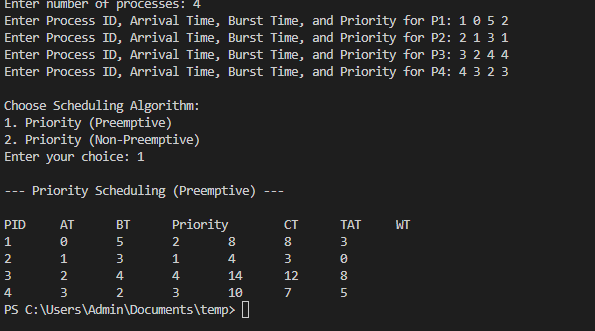 Enter number of processes: 4
Enter Process ID, Arrival Time, Burst Time, and Priority for P1: 1 0 5 2
Enter Process ID, Arrival Time, Burst Time, and Priority for P2: 2 1 3 1
Enter Process ID, Arrival Time, Burst Time, and Priority for P3: 3 2 4 4
Enter Process ID, Arrival Time, Burst Time, and Priority for P4: 4 3 2 3
Choose Scheduling Algorithm:
1. Priority (Preemptive)
2. Priority (Non-Preemptive)
Enter your choice: 1
--- Priority Scheduling (Preemptive) ---
PID AT BT Priority CT TAT WT
1 0 5 2 8 8 3
2 1 3 1 4 3 0
3 2 4 4 14 12 8
4 3 2 3 10 7 5
PS C:\Users\Admin\Documents\temp>